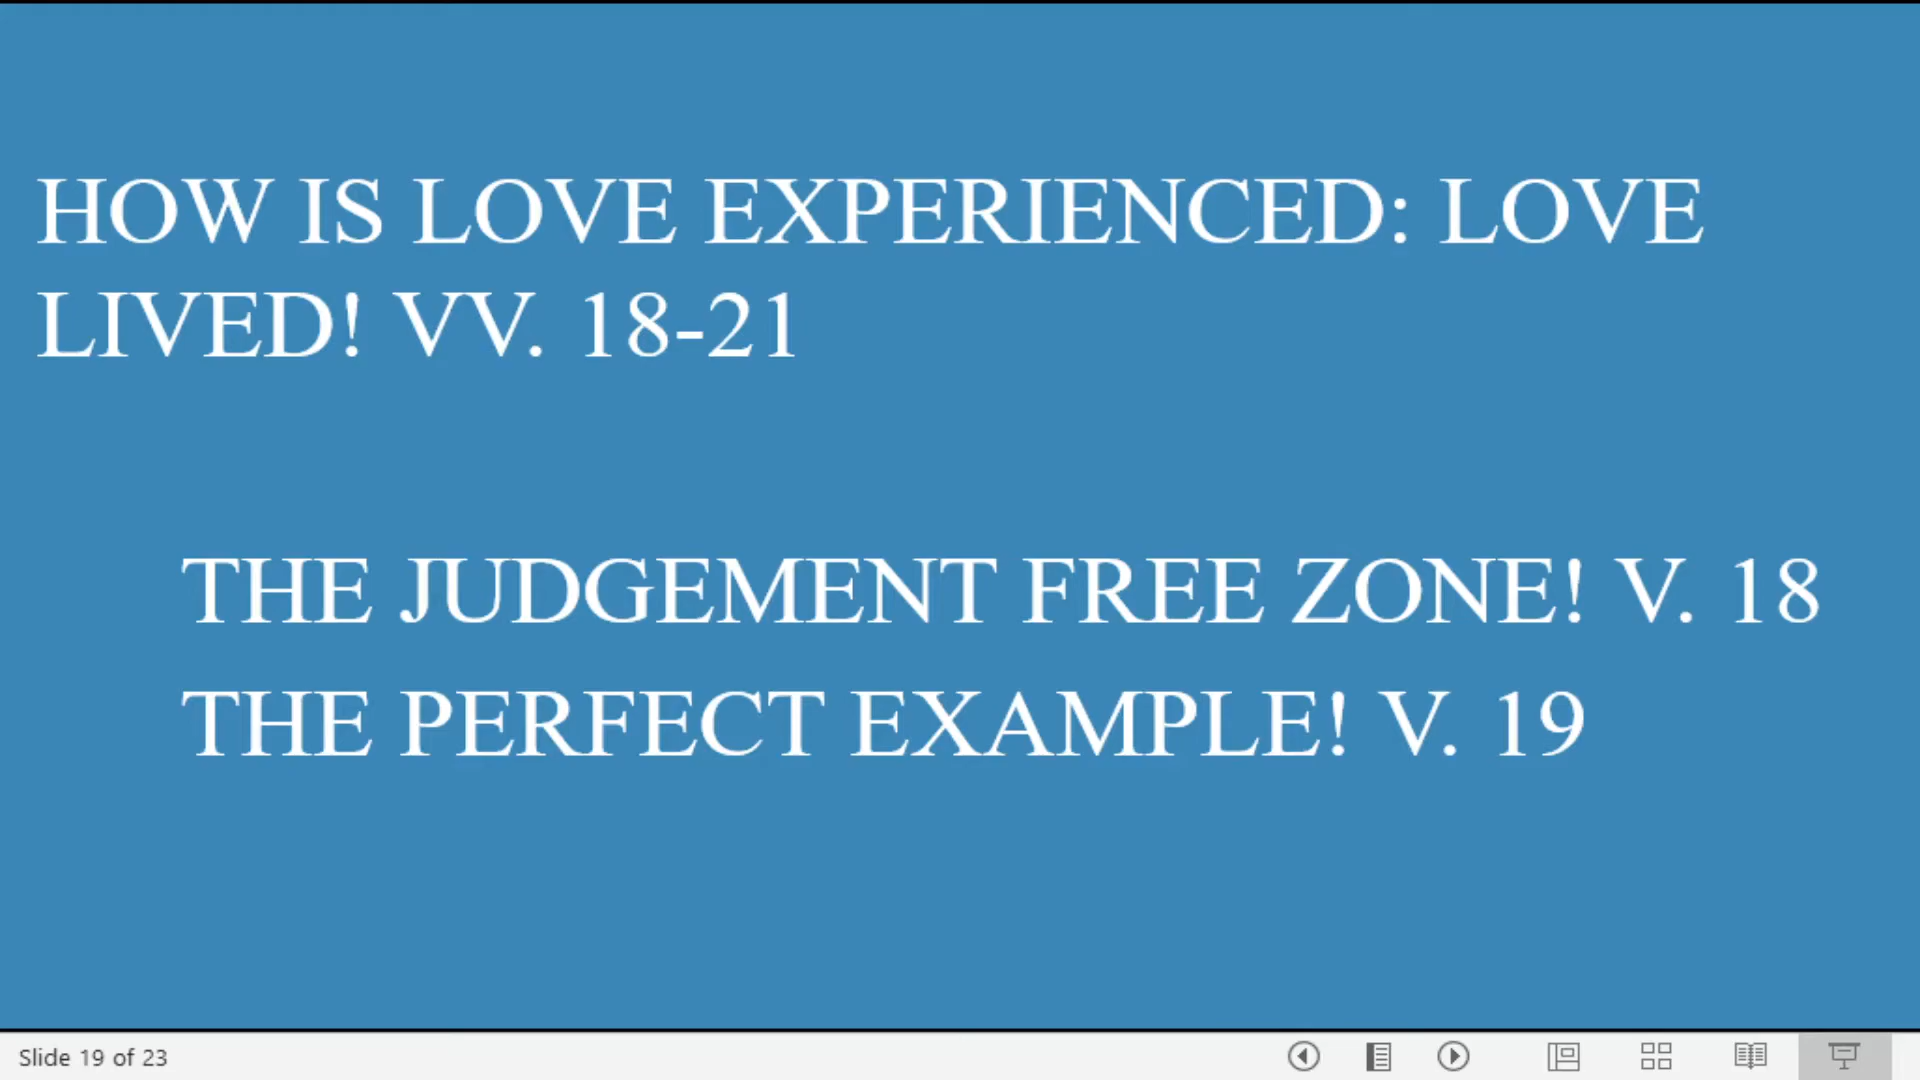 HOW IS LOVE EXPERIENCED: LOVE
LIVED! VV. 18-21
THE JUDGEMENT FREE ZONE! V. 18
THE PERFECT EXAMPLE! V. 19
Slide 19 of 23